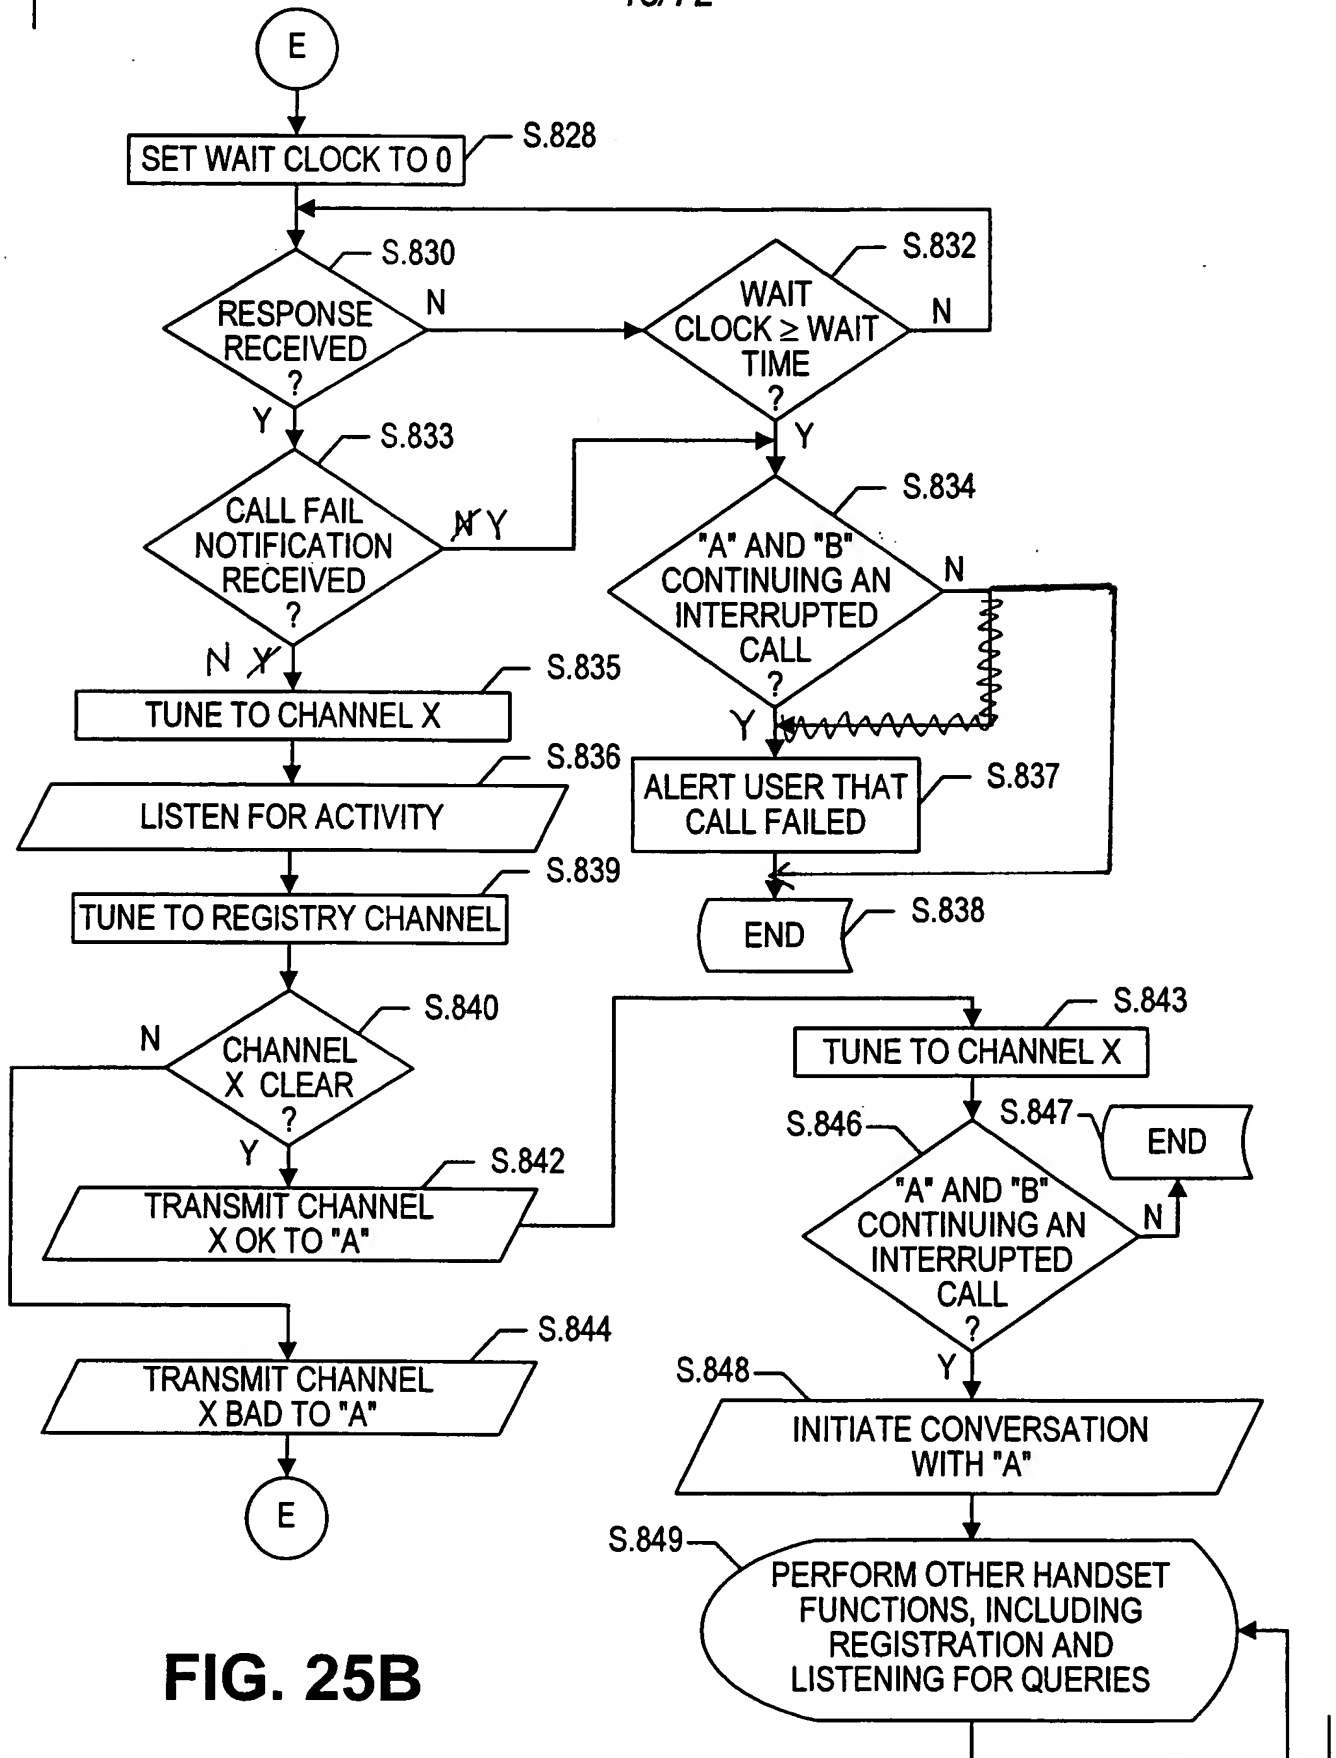 E
SET WAIT CLOCK TO 0
S.828
S.830
RESPONSE
RECEIVED
?
N
Y
S.832
WAIT
CLOCK ≥ WAIT
TIME
?
N
Y
S.833
CALL FAIL
NOTIFICATION
RECEIVED
?
N Y
N Y
S.834
"A" AND "B"
CONTINUING AN
INTERRUPTED
CALL
?
N
Y
S.835
TUNE TO CHANNEL X
S.836
LISTEN FOR ACTIVITY
S.837
ALERT USER THAT
CALL FAILED
S.839
TUNE TO REGISTRY CHANNEL
S.838
END
S.840
CHANNEL
X CLEAR
?
N
Y
S.842
TRANSMIT CHANNEL
X OK TO "A"
S.843
TUNE TO CHANNEL X
S.846
"A" AND "B"
CONTINUING AN
INTERRUPTED
CALL
?
N
Y
S.847
END
S.844
TRANSMIT CHANNEL
X BAD TO "A"
E
S.848
INITIATE CONVERSATION
WITH "A"
S.849
PERFORM OTHER HANDSET
FUNCTIONS, INCLUDING
REGISTRATION AND
LISTENING FOR QUERIES
FIG. 25B